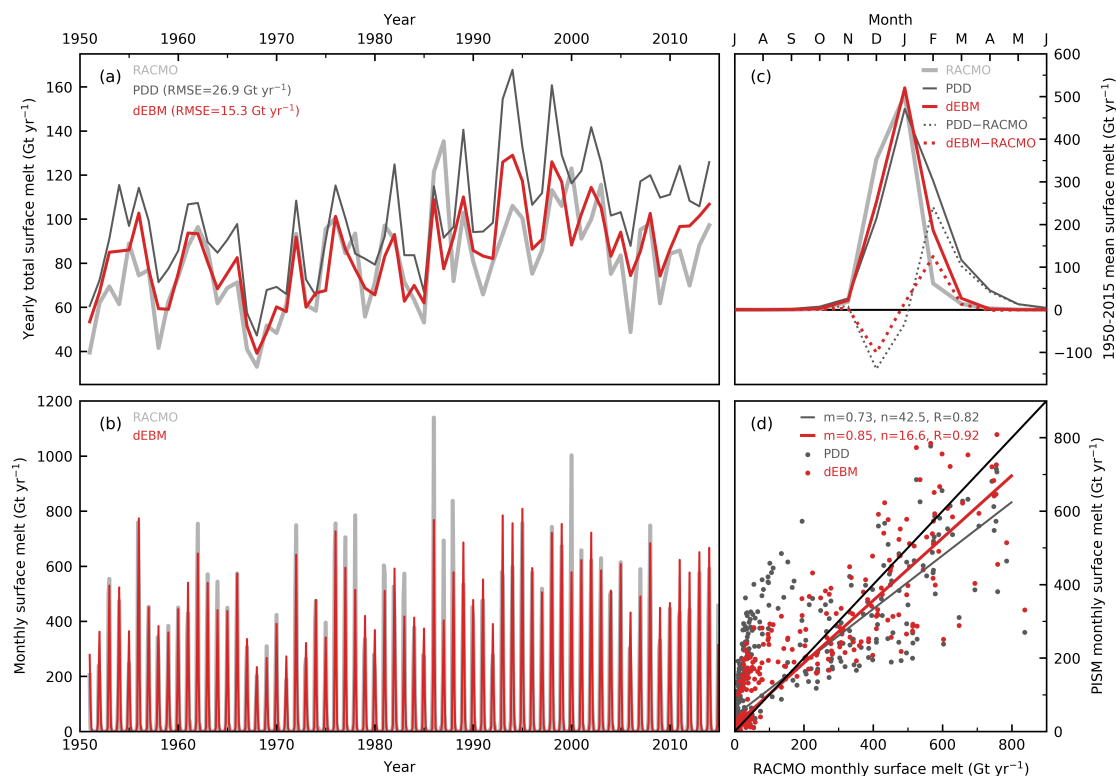 Year
1950 1960 1970 1980 1990 2000 2010
Month
J A S O N D J F M A M J
(a)
RACMO
PDD (RMSE=26.9 Gt yr⁻¹)
dEBM (RMSE=15.3 Gt yr⁻¹)
160
140
120
100
80
60
40
Yearly total surface melt (Gt yr⁻¹)
(c)
RACMO
PDD
dEBM
PDD−RACMO
dEBM−RACMO
600
500
400
300
200
100
0
−100
1950-2015 mean surface melt (Gt yr⁻¹)
(b)
RACMO
dEBM
1200
1000
800
600
400
200
0
Monthly surface melt (Gt yr⁻¹)
1950 1960 1970 1980 1990 2000 2010
Year
(d)
m=0.73, n=42.5, R=0.82
m=0.85, n=16.6, R=0.92
PDD
dEBM
800
600
400
200
0
PISM monthly surface melt (Gt yr⁻¹)
0 200 400 600 800
RACMO monthly surface melt (Gt yr⁻¹)